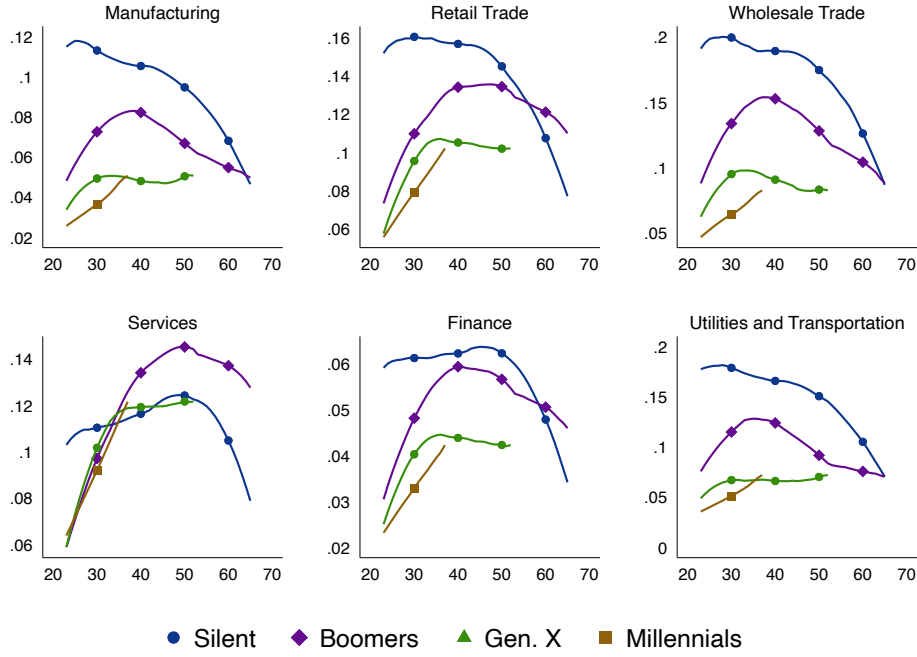 Manufacturing
.12
.1
.08
.06
.04
.02
20 30 40 50 60 70
Retail Trade
.16
.14
.12
.1
.08
.06
20 30 40 50 60 70
Wholesale Trade
.2
.15
.1
.05
20 30 40 50 60 70
Services
.14
.12
.1
.08
.06
20 30 40 50 60 70
Finance
.06
.05
.04
.03
.02
20 30 40 50 60 70
Utilities and Transportation
.2
.15
.1
.05
0
20 30 40 50 60 70
Silent Boomers Gen. X Millennials